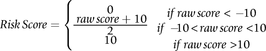 0 if raw score < −10
Risk Score = { raw score + 10 / 2 if −10 < raw score < 10
10 if raw score > 10